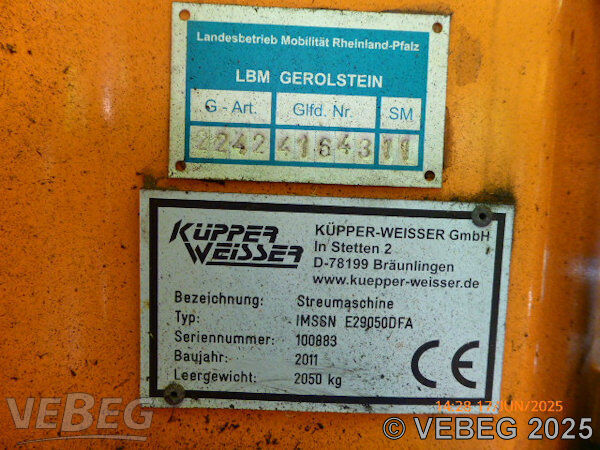 Landesbetrieb Mobilität Rheinland-Pfalz
LBM GEROLSTEIN
G - Art. Glfd. Nr. SM
2242 41643 11
KÜPPER WEISSER
KÜPPER-WEISSER GmbH
In Stetten 2
D-78199 Bräunlingen
www.kuepper-weisser.de
Bezeichnung: Streumaschine
Typ: IMSSN E29050DFA
Seriennummer: 100883
Baujahr: 2011
Leergewicht: 2050 kg
CE
14:28 17/JUN/2025
VEBEG
© VEBEG 2025